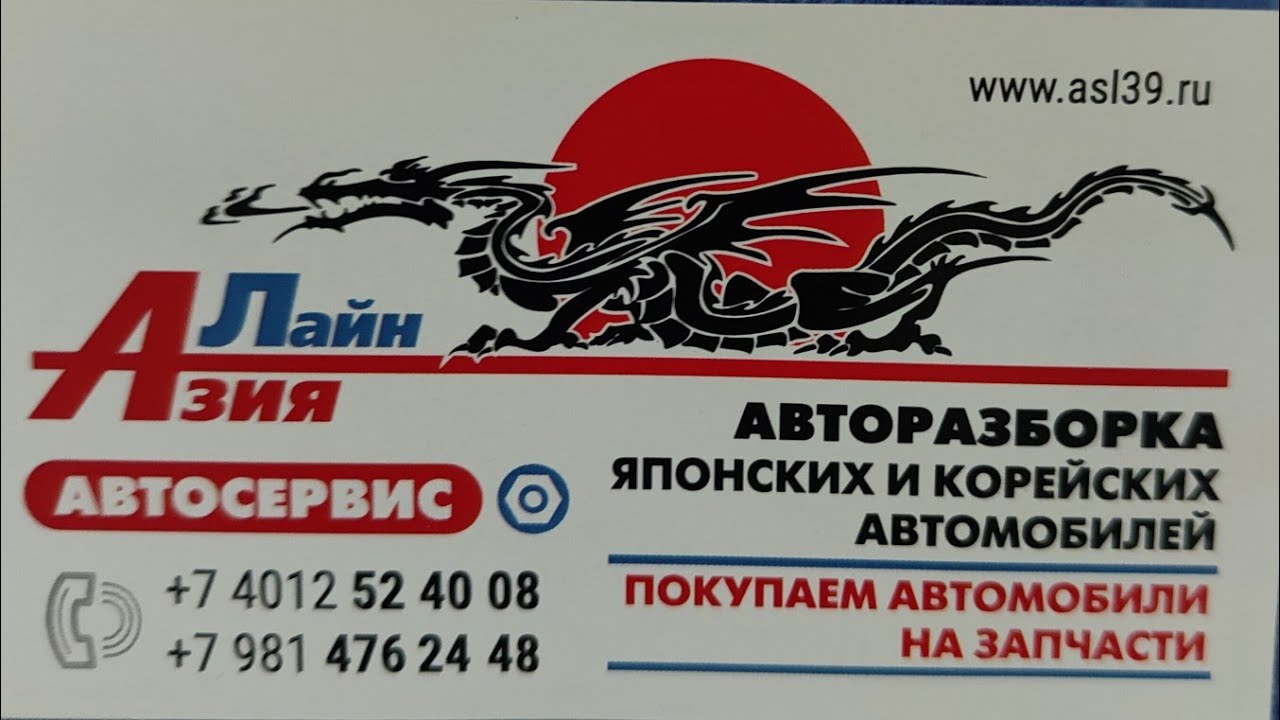 www.asl39.ru
Лайн
Азия
АВТОСЕРВИС
+7 4012 52 40 08
+7 981 476 24 48
АВТОРАЗБОРКА
ЯПОНСКИХ И КОРЕЙСКИХ
АВТОМОБИЛЕЙ
ПОКУПАЕМ АВТОМОБИЛИ
НА ЗАПЧАСТИ